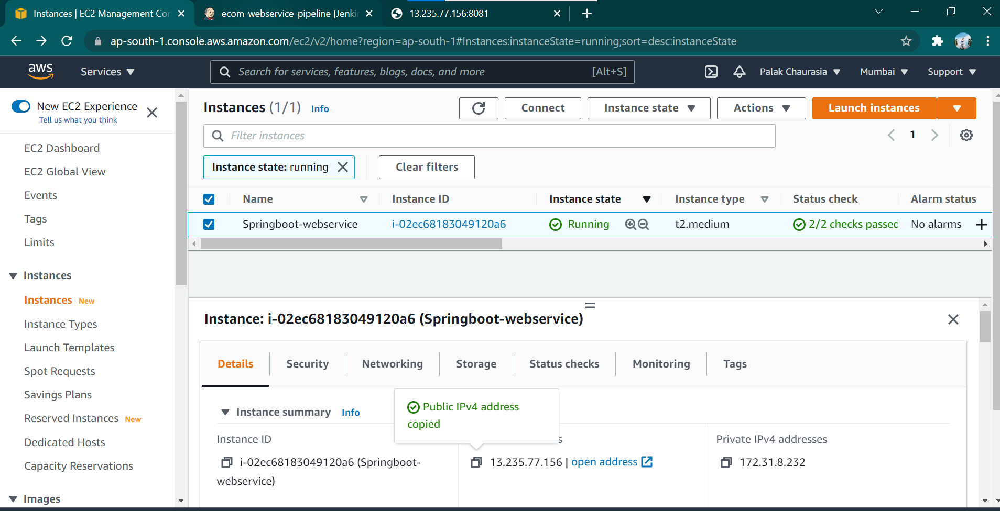 Instances | EC2 Management Con
ecom-webservice-pipeline [Jenki
13.235.77.156:8081
ap-south-1.console.aws.amazon.com/ec2/v2/home?region=ap-south-1#Instances:instanceState=running;sort=desc:instanceState
aws
Services
Search for services, features, blogs, docs, and more
[Alt+S]
Palak Chaurasia
Mumbai
Support
New EC2 Experience
Tell us what you think
EC2 Dashboard
EC2 Global View
Events
Tags
Limits
Instances
Instances New
Instance Types
Launch Templates
Spot Requests
Savings Plans
Reserved Instances New
Dedicated Hosts
Capacity Reservations
Images
Instances (1/1) Info
Connect
Instance state
Actions
Launch instances
Filter instances
1
Instance state: running
Clear filters
Name
Instance ID
Instance state
Instance type
Status check
Alarm status
Springboot-webservice
i-02ec68183049120a6
Running
t2.medium
2/2 checks passed
No alarms
Instance: i-02ec68183049120a6 (Springboot-webservice)
Details
Security
Networking
Storage
Status checks
Monitoring
Tags
Instance summary Info
Public IPv4 address
copied
Instance ID
i-02ec68183049120a6 (Springboot-
webservice)
s
13.235.77.156 | open address
Private IPv4 addresses
172.31.8.232